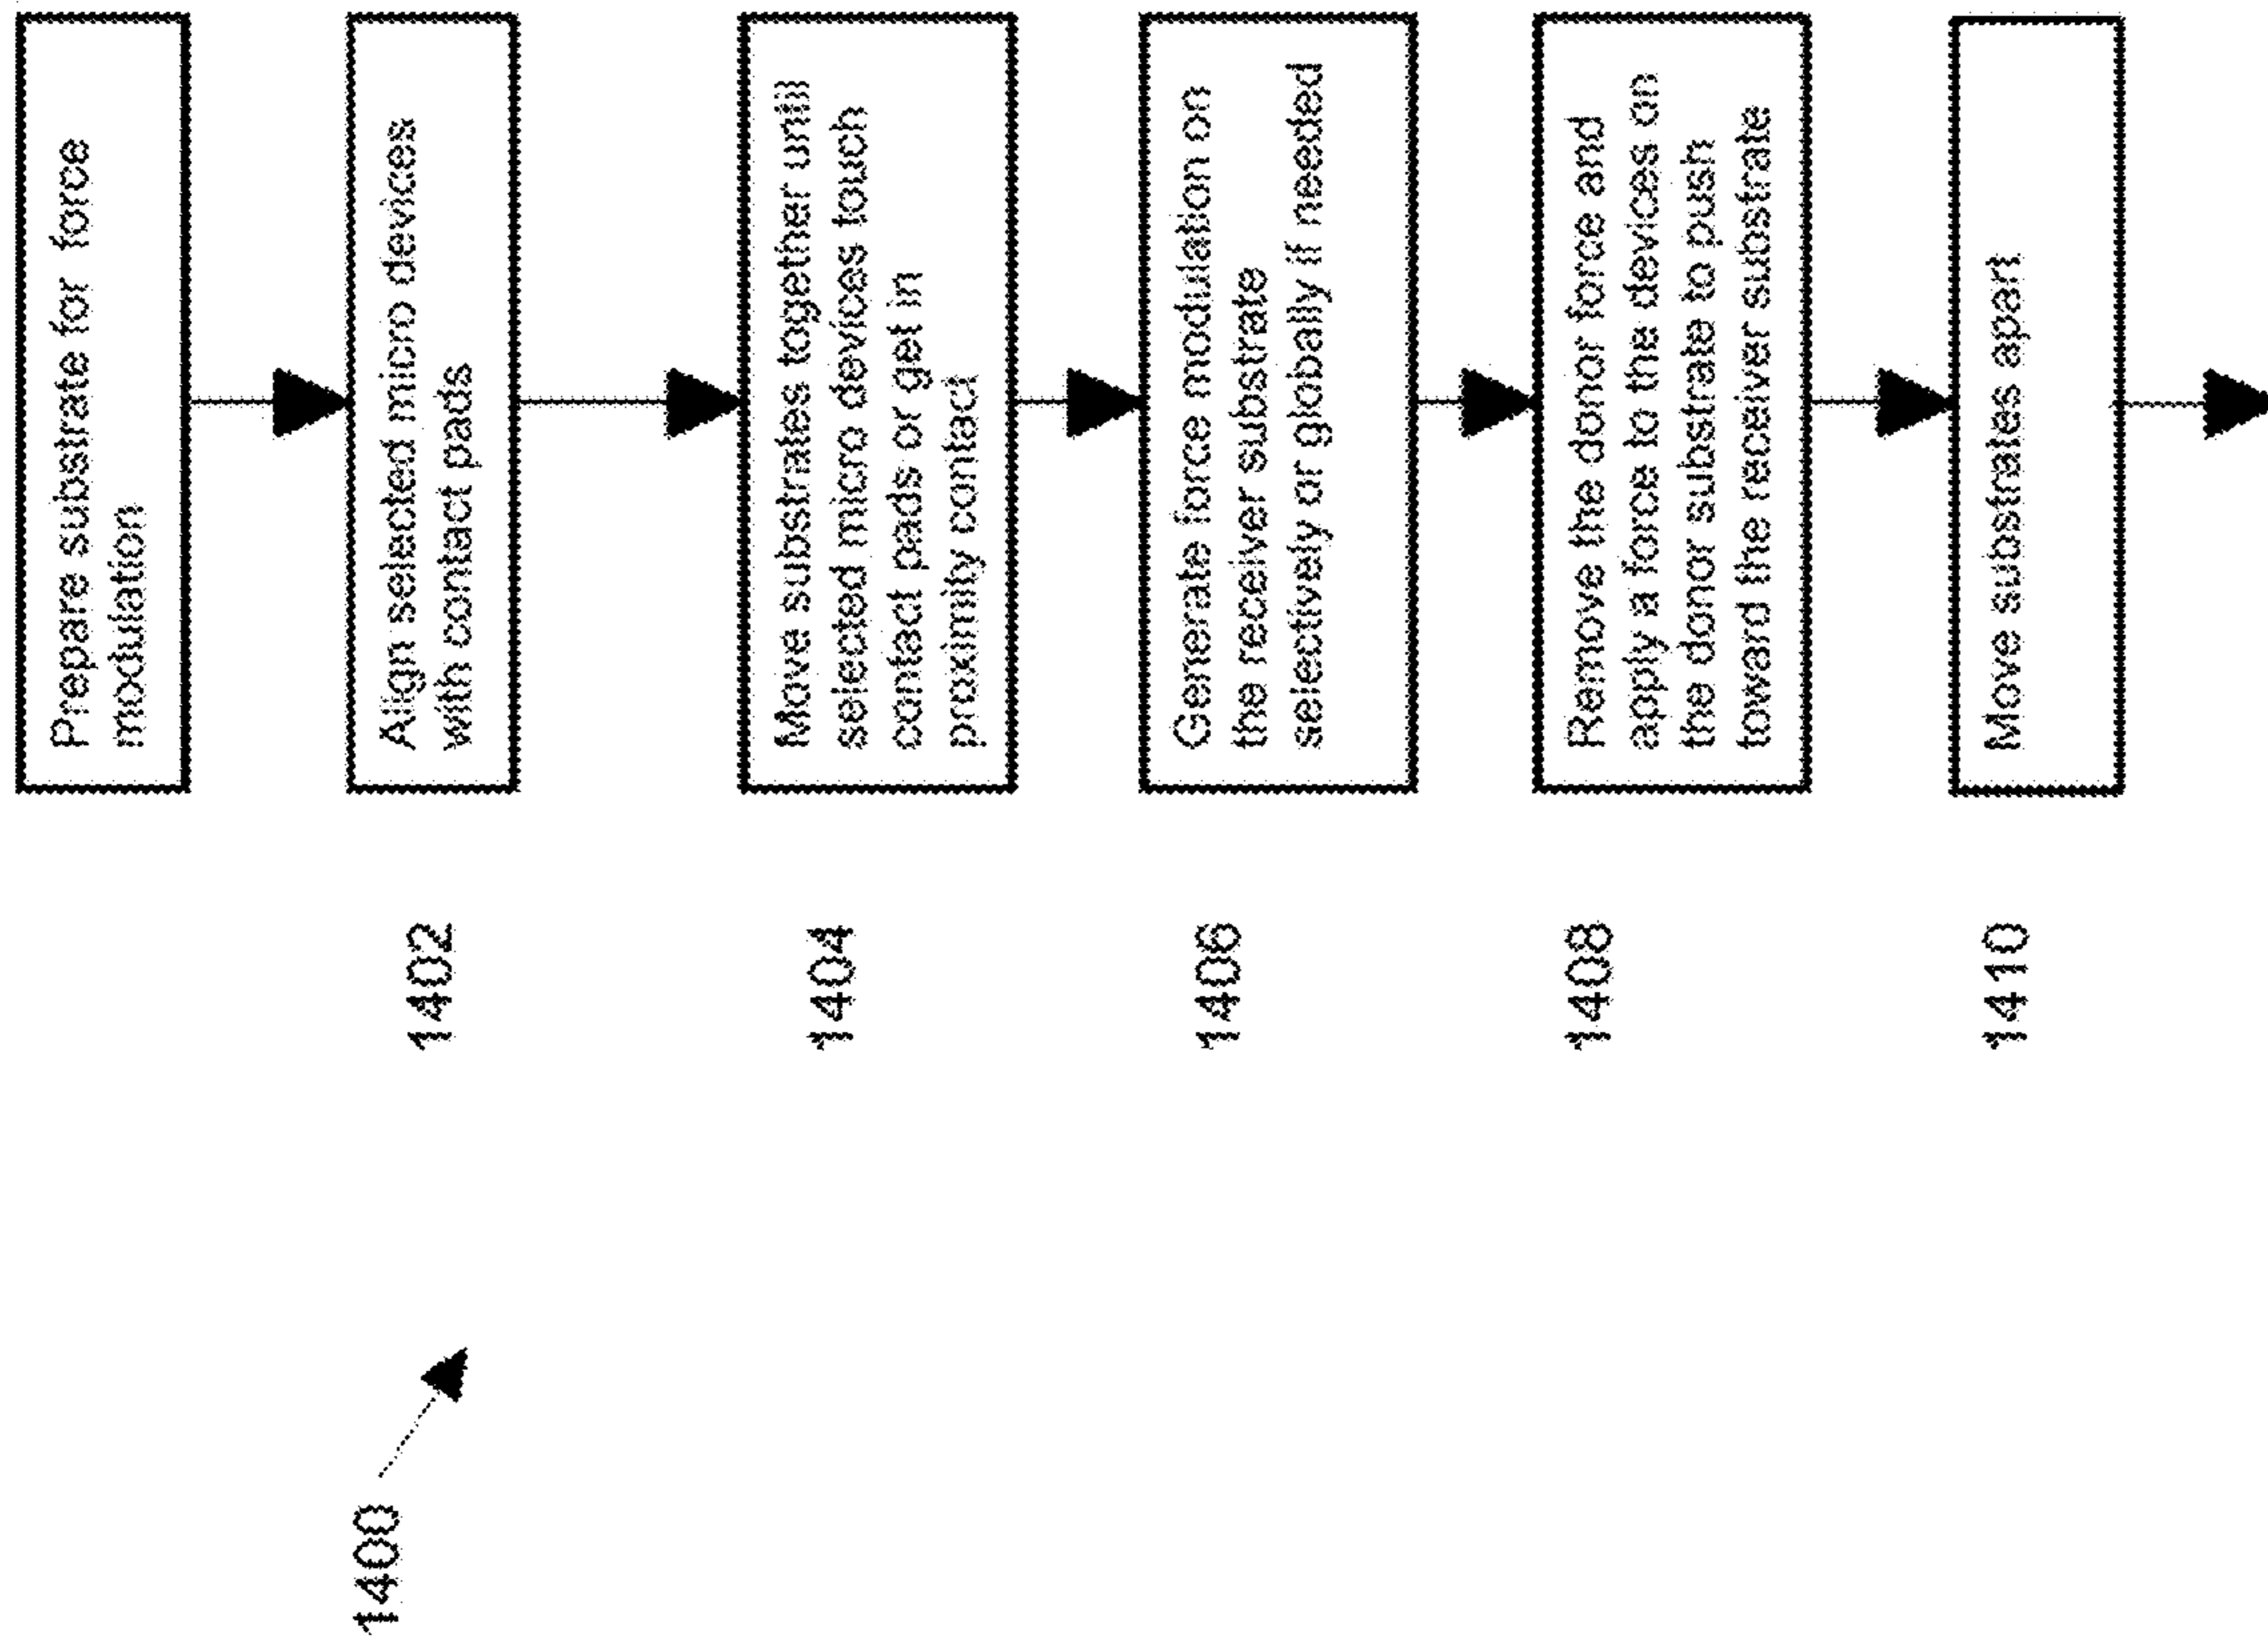 1400
Prepare substrate for force
modulation
1402
Align selected micro devices
with contact pads
1404
Move substrates together untill
selected micro devices touch
contact pads or get in
proximity contact
1406
Generate force modulation on
the receiver substrate
selectively or globally if needed
1408
Remove the donor force and
apply a force to the devices on
the donor substrate to push
toward the receiver substrate
1410
Move substrates apart